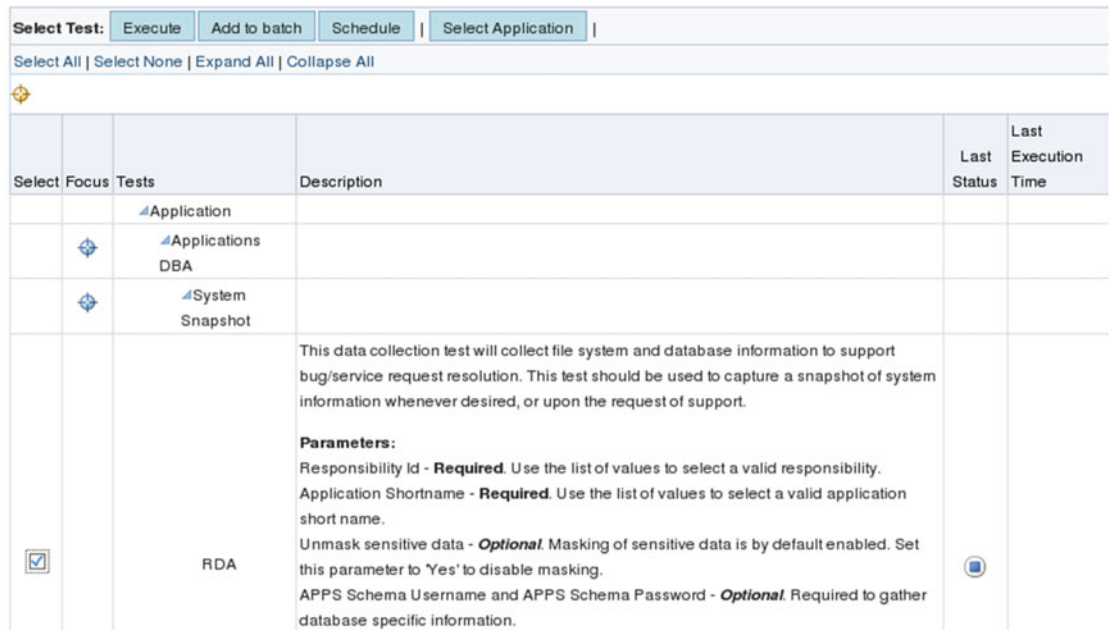 Select Test: Execute Add to batch Schedule | Select Application |
Select All | Select None | Expand All | Collapse All
Last
Last Execution
Select Focus Tests Description Status Time
Application
Applications
DBA
System
Snapshot
This data collection test will collect file system and database information to support
bug/service request resolution. This test should be used to capture a snapshot of system
information whenever desired, or upon the request of support.
Parameters:
Responsibility Id - Required. Use the list of values to select a valid responsibility.
Application Shortname - Required. Use the list of values to select a valid application
short name.
Unmask sensitive data - Optional. Masking of sensitive data is by default enabled. Set
RDA
this parameter to 'Yes' to disable masking.
APPS Schema Username and APPS Schema Password - Optional. Required to gather
database specific information.